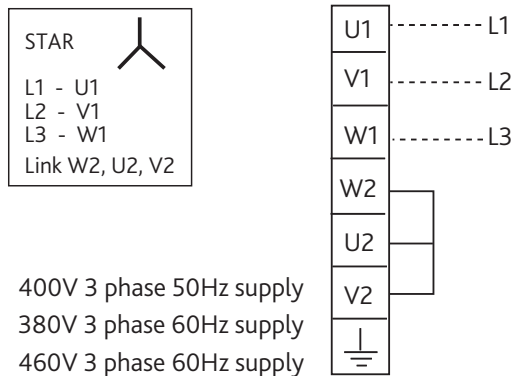 STAR
L1 - U1
L2 - V1
L3 - W1
Link W2, U2, V2
U1 L1
V1 L2
W1 L3
W2
U2
V2
400V 3 phase 50Hz supply
380V 3 phase 60Hz supply
460V 3 phase 60Hz supply